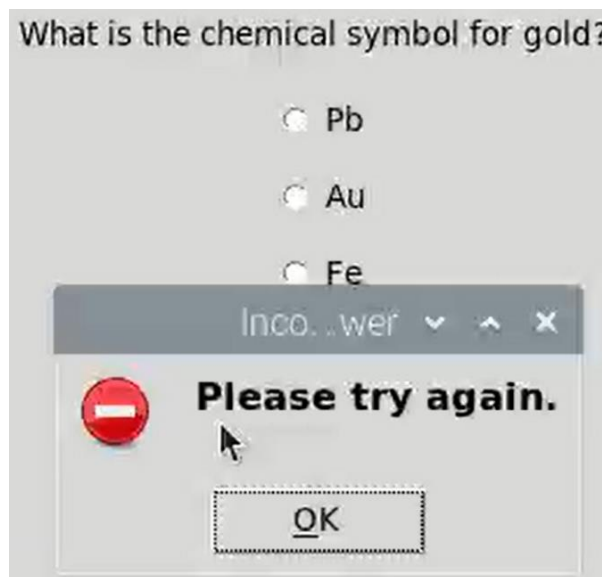 What is the chemical symbol for gold?
Pb
Au
Fe
Inco...wer
Please try again.
OK